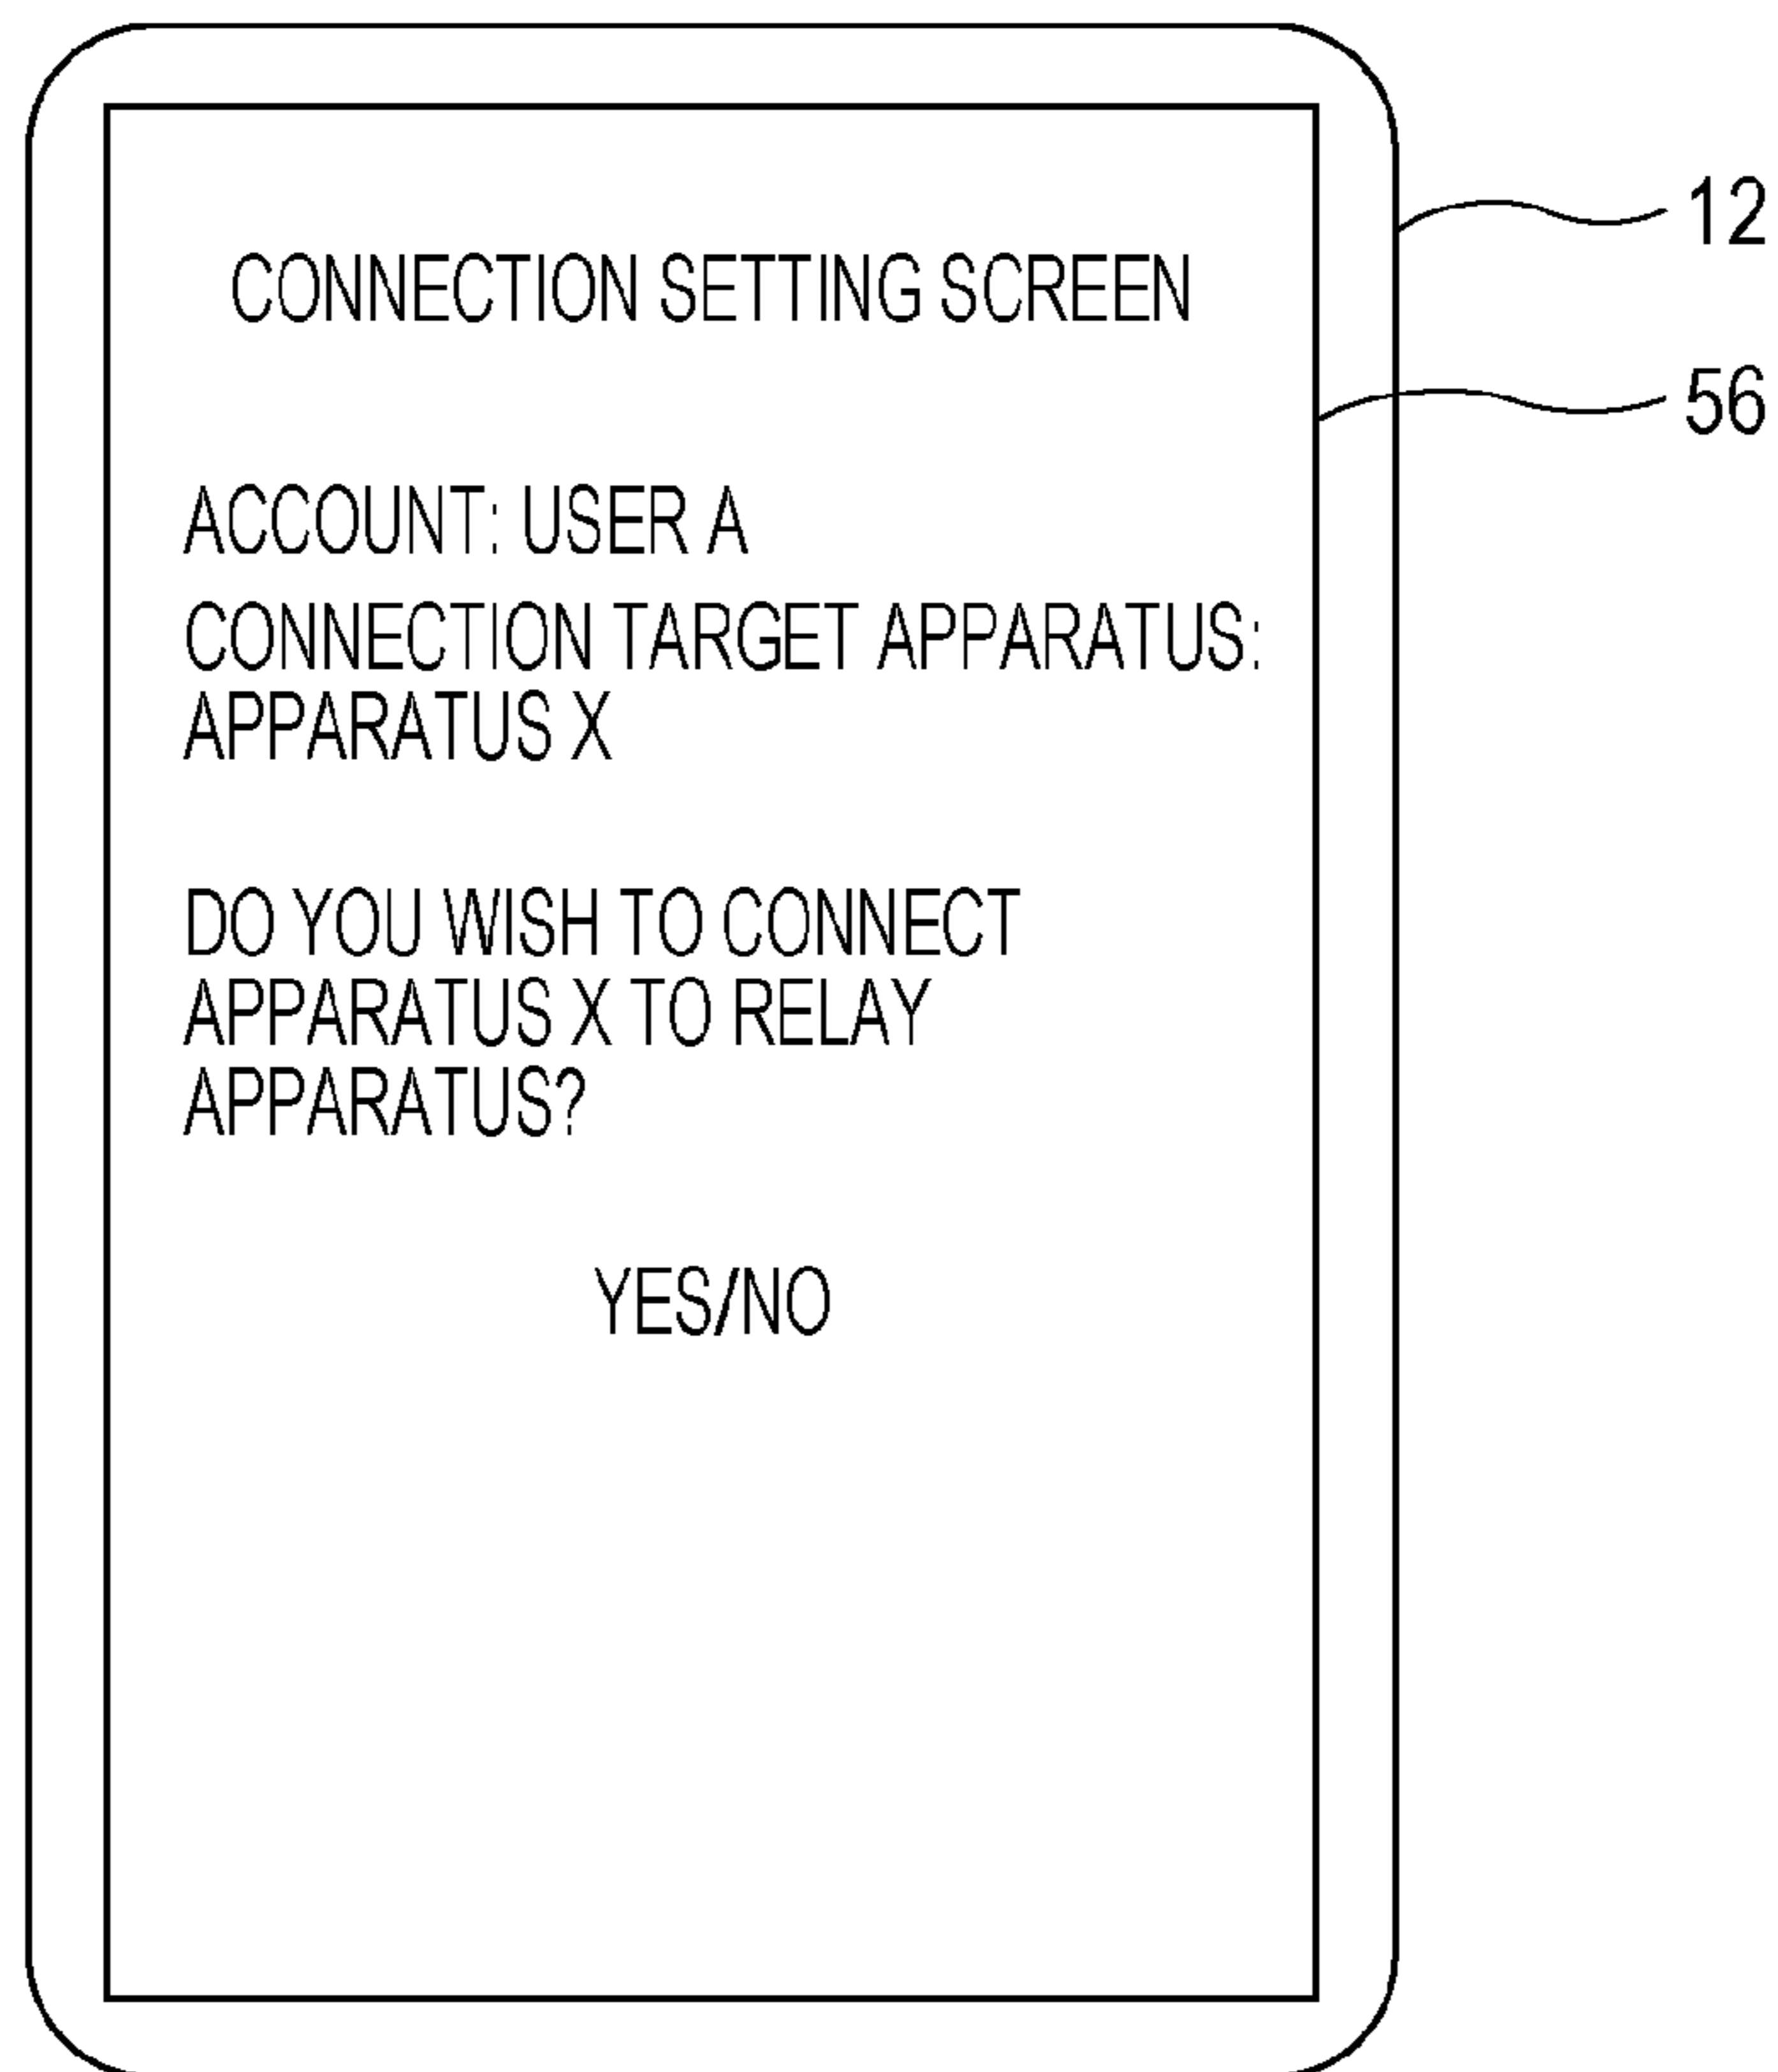 12
CONNECTION SETTING SCREEN
56
ACCOUNT: USER A
CONNECTION TARGET APPARATUS:
APPARATUS X
DO YOU WISH TO CONNECT
APPARATUS X TO RELAY
APPARATUS?
YES/NO